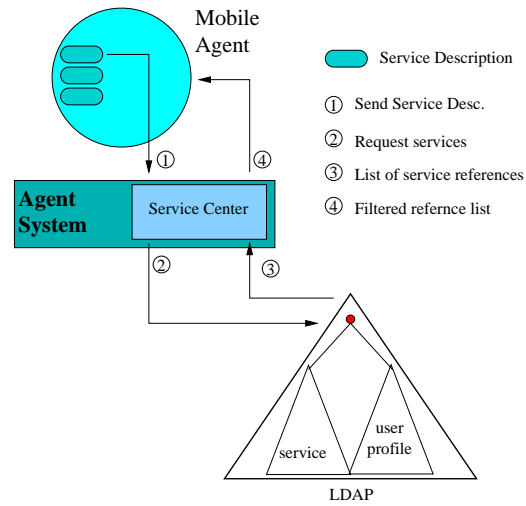 Mobile
Agent
Service Description
① Send Service Desc.
② Request services
③ List of service references
④ Filtered refernce list
①
④
Agent
System
Service Center
②
③
service
user
profile
LDAP